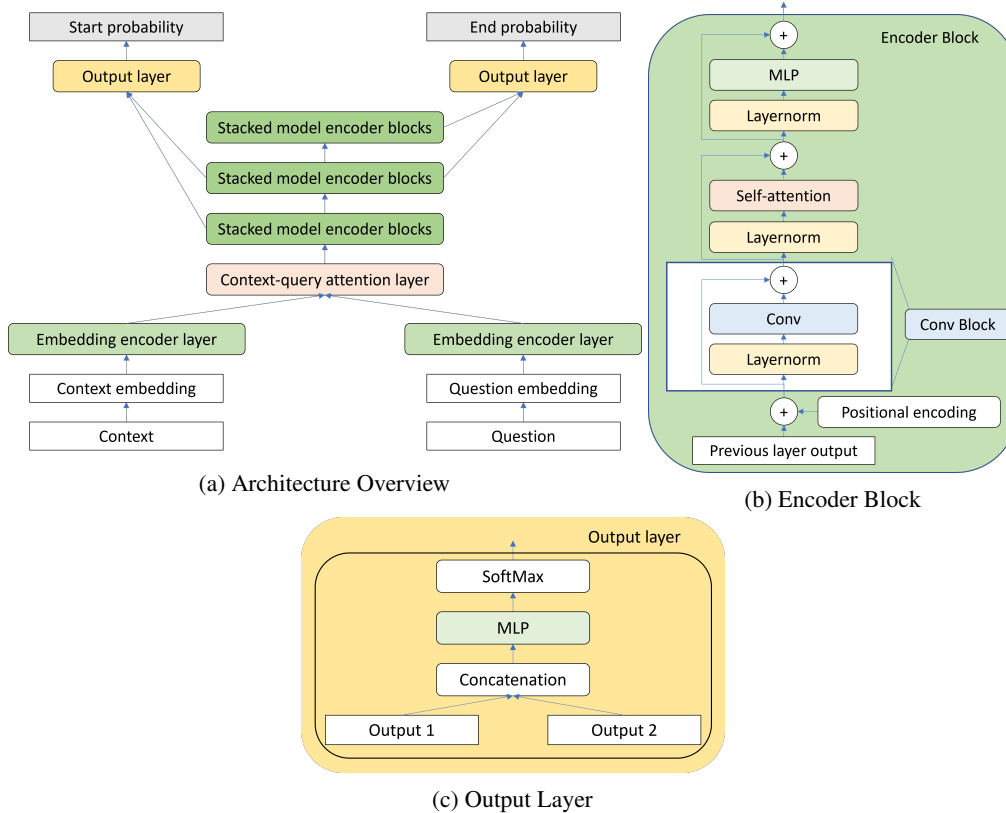 Start probability
End probability
Output layer
Output layer
Stacked model encoder blocks
Stacked model encoder blocks
Stacked model encoder blocks
Context-query attention layer
Embedding encoder layer
Embedding encoder layer
Context embedding
Question embedding
Context
Question
(a) Architecture Overview
Encoder Block
+
MLP
Layernorm
+
Self-attention
Layernorm
+
Conv
Conv Block
Layernorm
+
Positional encoding
Previous layer output
(b) Encoder Block
Output layer
SoftMax
MLP
Concatenation
Output 1
Output 2
(c) Output Layer